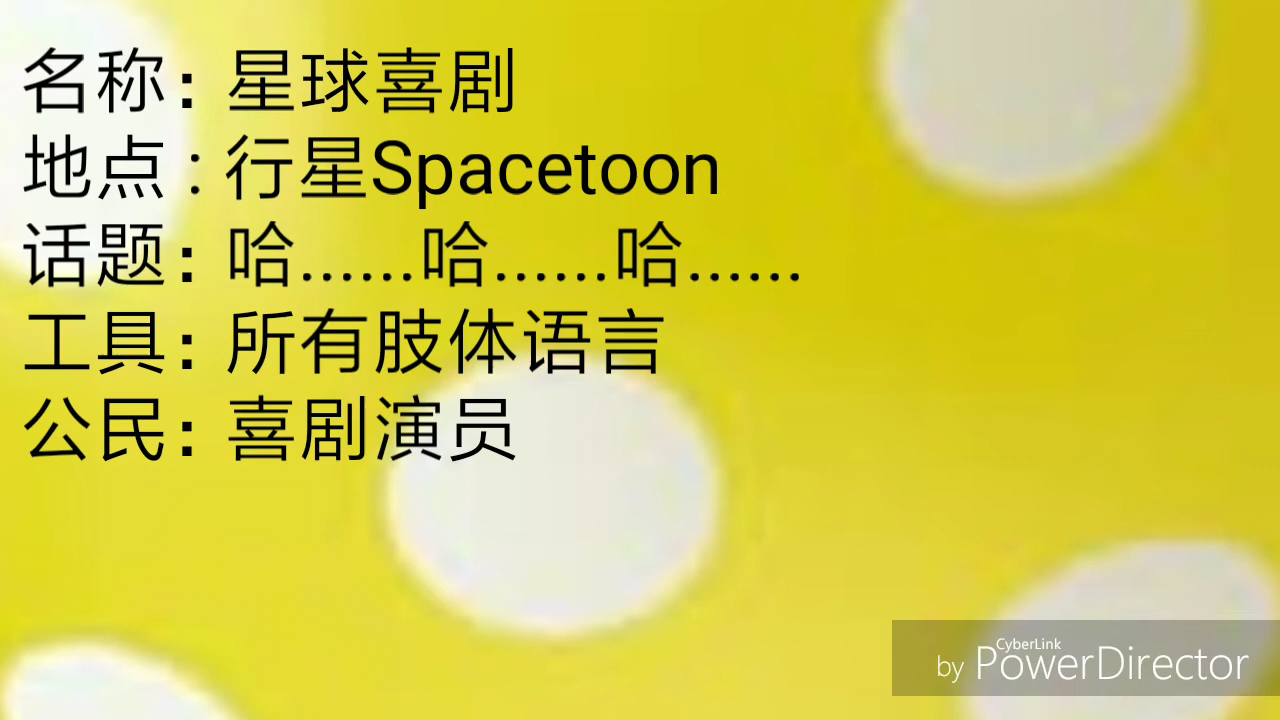 名称：星球喜剧
地点 : 行星Spacetoon
话题：哈......哈......哈......
工具：所有肢体语言
公民：喜剧演员
CyberLink
by PowerDirector